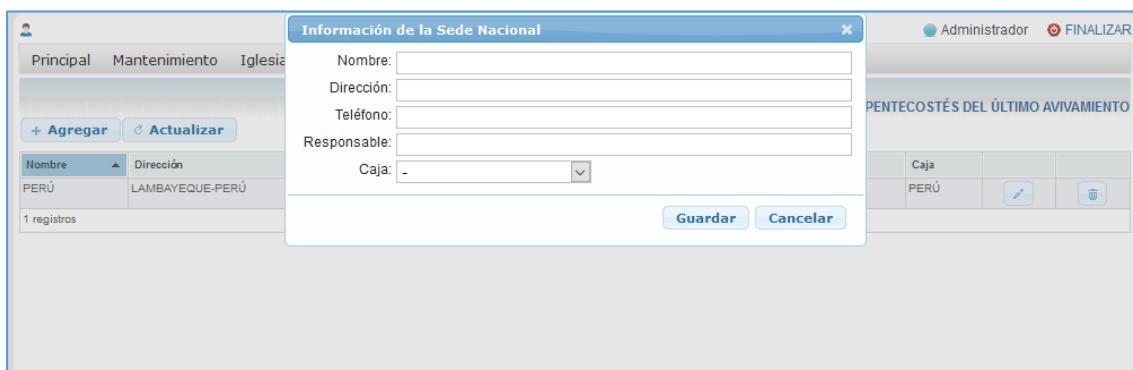 Información de la Sede Nacional
Administrador FINALIZAR
Principal Mantenimiento Iglesia
Nombre:
Dirección:
Teléfono:
Responsable:
Caja: -
PENTECOSTÉS DEL ÚLTIMO AVIVAMIENTO
+ Agregar Actualizar
Guardar Cancelar
Nombre Dirección Caja
PERÚ LAMBAYEQUE-PERÚ PERÚ
1 registros